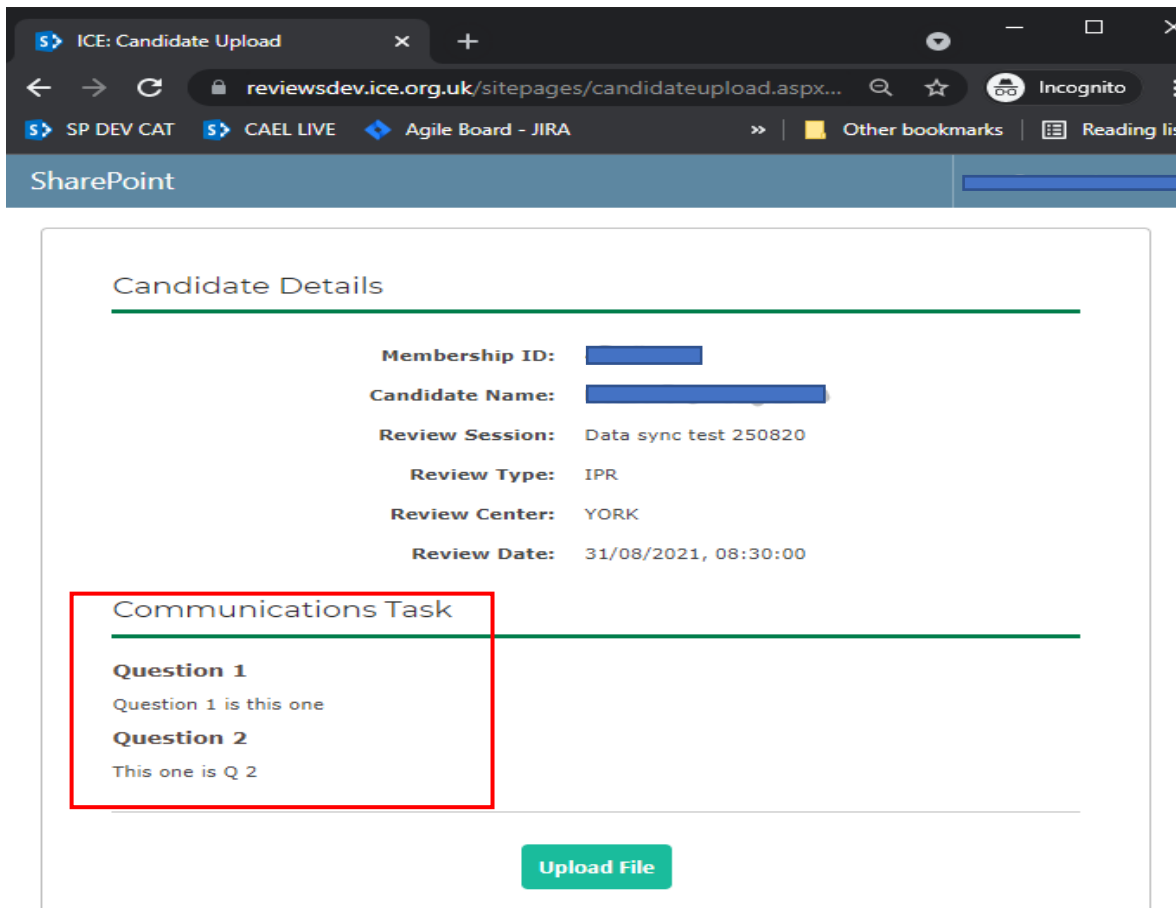 ICE: Candidate Upload
reviewsdev.ice.org.uk/sitepages/candidateupload.aspx... Incognito
SP DEV CAT CAEL LIVE Agile Board - JIRA » Other bookmarks Reading lis
SharePoint
Candidate Details
Membership ID:
Candidate Name:
Review Session: Data sync test 250820
Review Type: IPR
Review Center: YORK
Review Date: 31/08/2021, 08:30:00
Communications Task
Question 1
Question 1 is this one
Question 2
This one is Q 2
Upload File